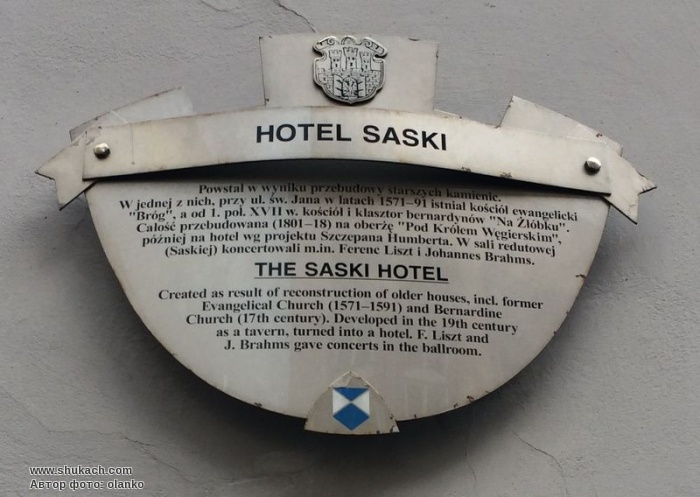 HOTEL SASKI
Powstał w wyniku przebudowy starszych kamienic.
W jednej z nich, przy ul. św. Jana w latach 1571–91 istniał kościół ewangelicki
"Bróg", a od 1. poł. XVII w. kościół i klasztor bernardynów "Na Żłóbku".
Całość przebudowana (1801–18) na oberżę "Pod Królem Węgierskim",
później na hotel wg projektu Szczepana Humberta. W sali redutowej
(Saskiej) koncertowali m.in. Ferenc Liszt i Johannes Brahms.
THE SASKI HOTEL
Created as result of reconstruction of older houses, incl. former
Evangelical Church (1571–1591) and Bernardine
Church (17th century). Developed in the 19th century
as a tavern, turned into a hotel. F. Liszt and
J. Brahms gave concerts in the ballroom.
www.shukach.com
Автор фото: olanko